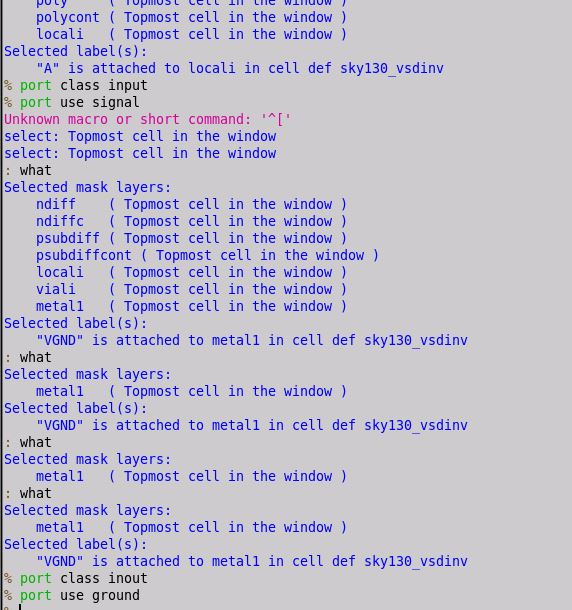 poly     ( Topmost cell in the window )
polycont ( Topmost cell in the window )
locali   ( Topmost cell in the window )
Selected label(s):
    "A" is attached to locali in cell def sky130_vsdinv
% port class input
% port use signal
Unknown macro or short command: '^['
select: Topmost cell in the window
select: Topmost cell in the window
: what
Selected mask layers:
    ndiff    ( Topmost cell in the window )
    ndiffc   ( Topmost cell in the window )
    psubdiff ( Topmost cell in the window )
    psubdiffcont ( Topmost cell in the window )
    locali   ( Topmost cell in the window )
    viali    ( Topmost cell in the window )
    metal1   ( Topmost cell in the window )
Selected label(s):
    "VGND" is attached to metal1 in cell def sky130_vsdinv
: what
Selected mask layers:
    metal1   ( Topmost cell in the window )
Selected label(s):
    "VGND" is attached to metal1 in cell def sky130_vsdinv
: what
Selected mask layers:
    metal1   ( Topmost cell in the window )
: what
Selected mask layers:
    metal1   ( Topmost cell in the window )
Selected label(s):
    "VGND" is attached to metal1 in cell def sky130_vsdinv
% port class inout
% port use ground
%